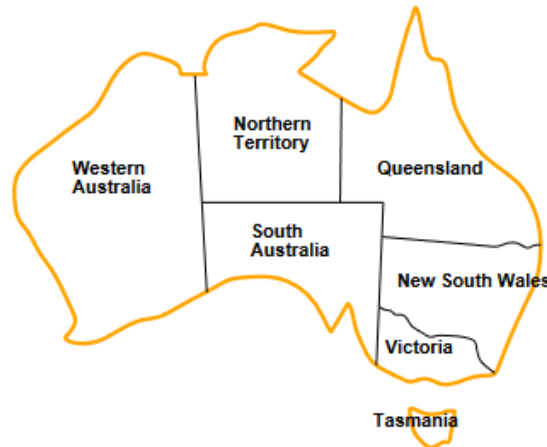 Northern
Territory
Western
Australia
Queensland
South
Australia
New South Wales
Victoria
Tasmania